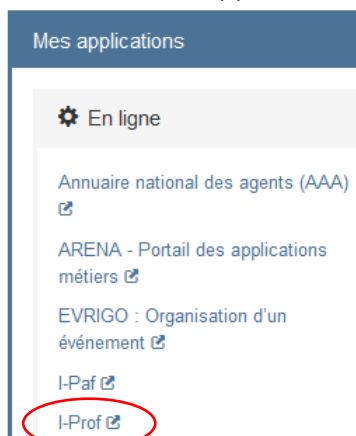 Mes applications
En ligne
Annuaire national des agents (AAA)
ARENA - Portail des applications
métiers
EVRIGO : Organisation d'un
événement
I-Paf
I-Prof